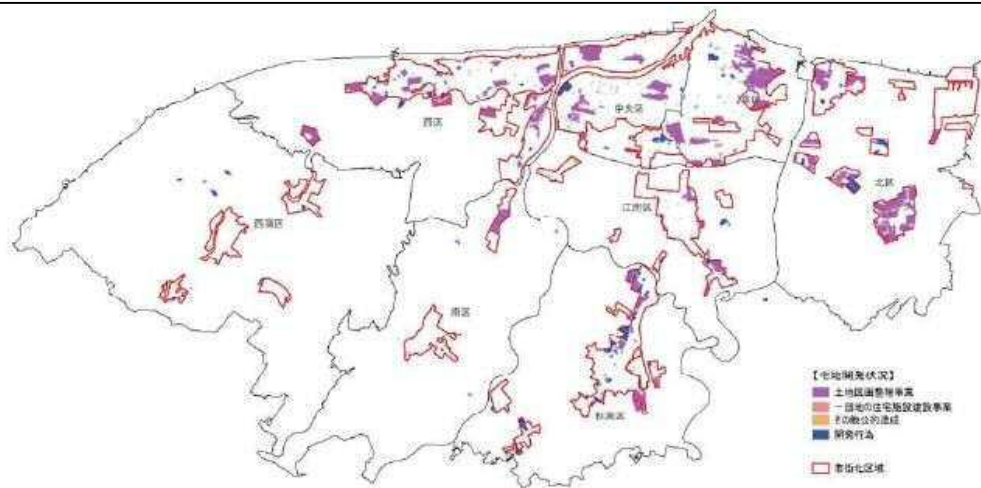 西区
中央区
東区
北区
江南区
西蒲区
南区
秋葉区
【宅地開発状況】
土地区画整理事業
一団地の住宅施設建設事業
その他公的造成
開発行為
市街化区域